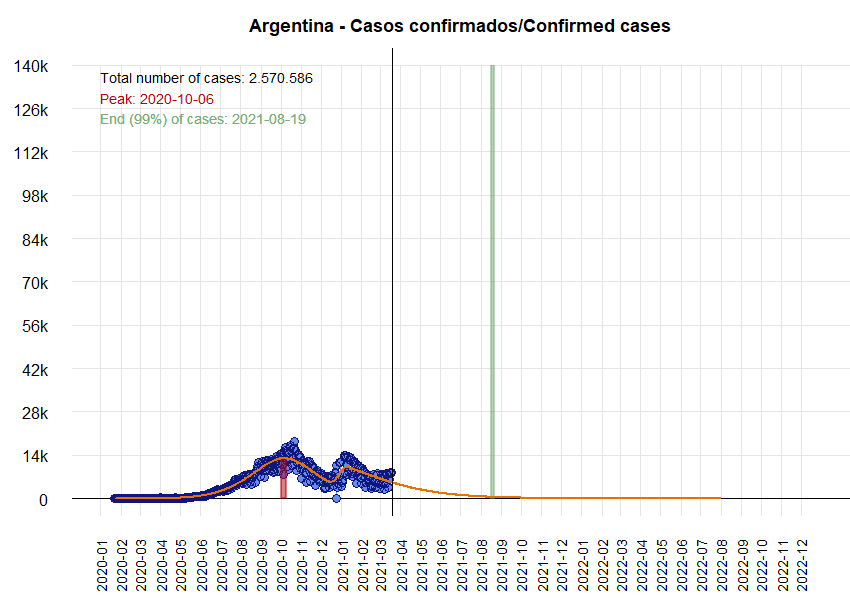 Argentina - Casos confirmados/Confirmed cases
140k
126k
112k
98k
84k
70k
56k
42k
28k
14k
0
Total number of cases: 2.570.586
Peak: 2020-10-06
End (99%) of cases: 2021-08-19
2020-01
2020-02
2020-03
2020-04
2020-05
2020-06
2020-07
2020-08
2020-09
2020-10
2020-11
2020-12
2021-01
2021-02
2021-03
2021-04
2021-05
2021-06
2021-07
2021-08
2021-09
2021-10
2021-11
2021-12
2022-01
2022-02
2022-03
2022-04
2022-05
2022-06
2022-07
2022-08
2022-09
2022-10
2022-11
2022-12